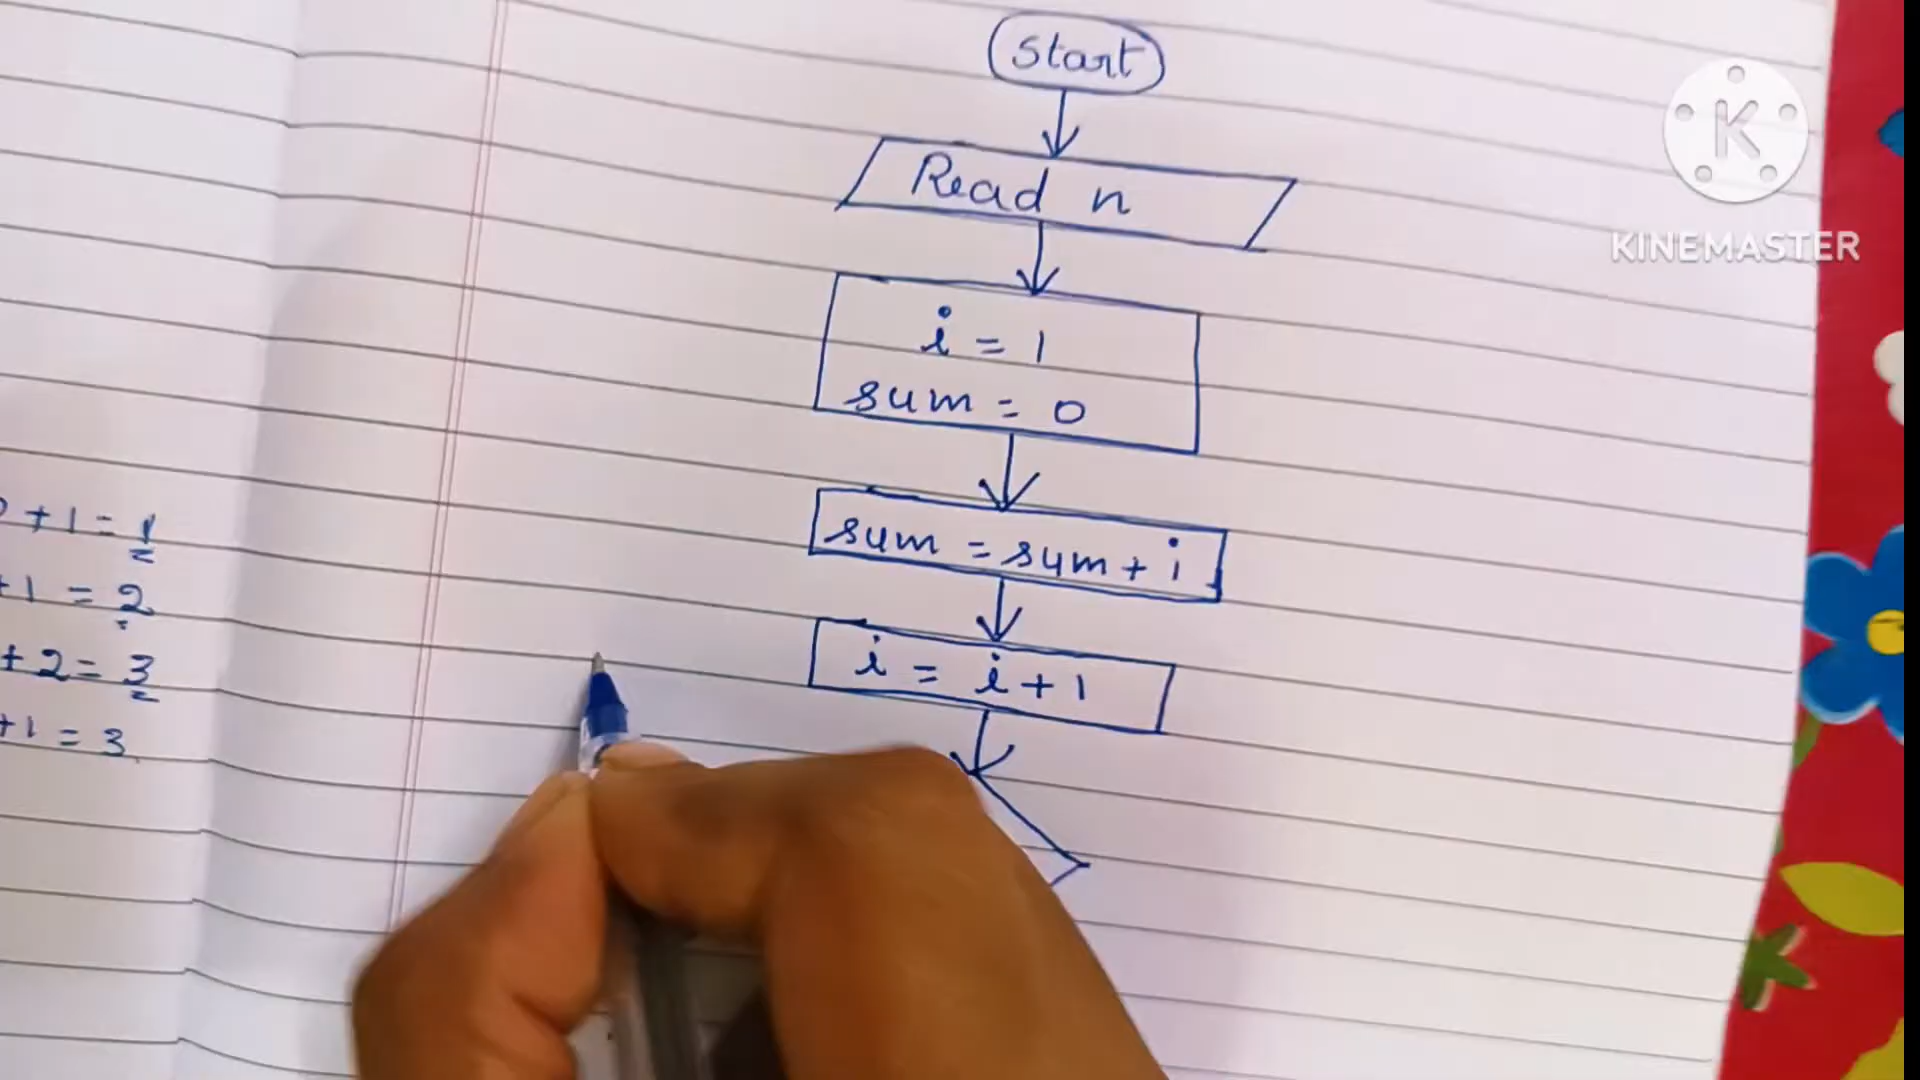 Start
Read n
i = 1
sum = 0
sum = sum + i
i = i + 1
+ 1 = 1
+ 1 = 2
+ 2 = 3
+ 1 = 3
K
KINEMASTER